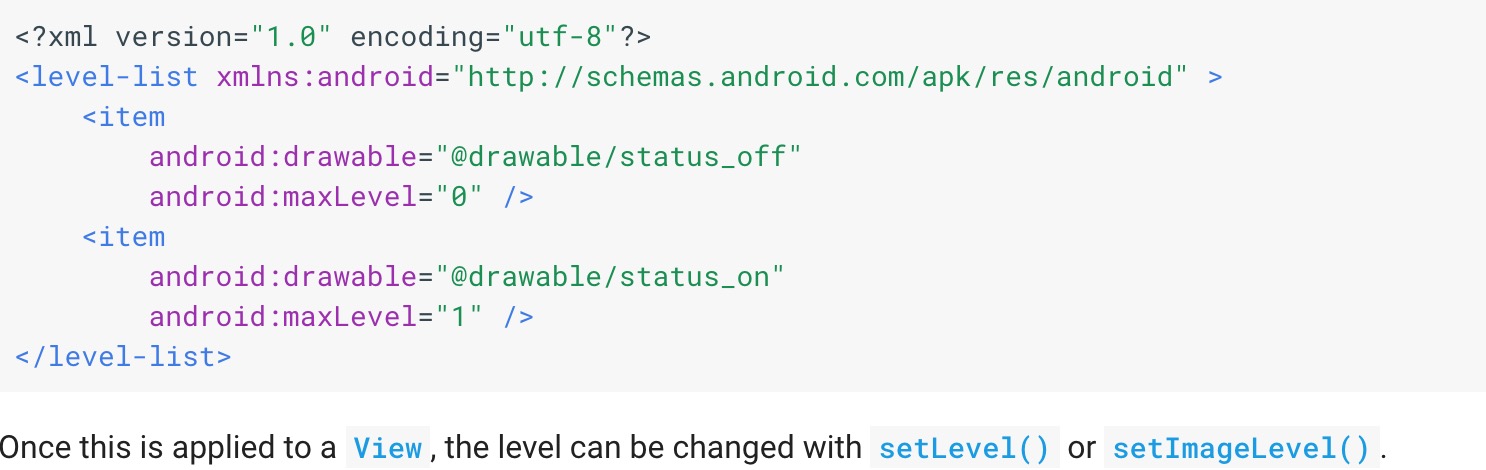 <?xml version="1.0" encoding="utf-8"?>
<level-list xmlns:android="http://schemas.android.com/apk/res/android" >
    <item
        android:drawable="@drawable/status_off"
        android:maxLevel="0" />
    <item
        android:drawable="@drawable/status_on"
        android:maxLevel="1" />
</level-list>
Once this is applied to a View, the level can be changed with setLevel() or setImageLevel().